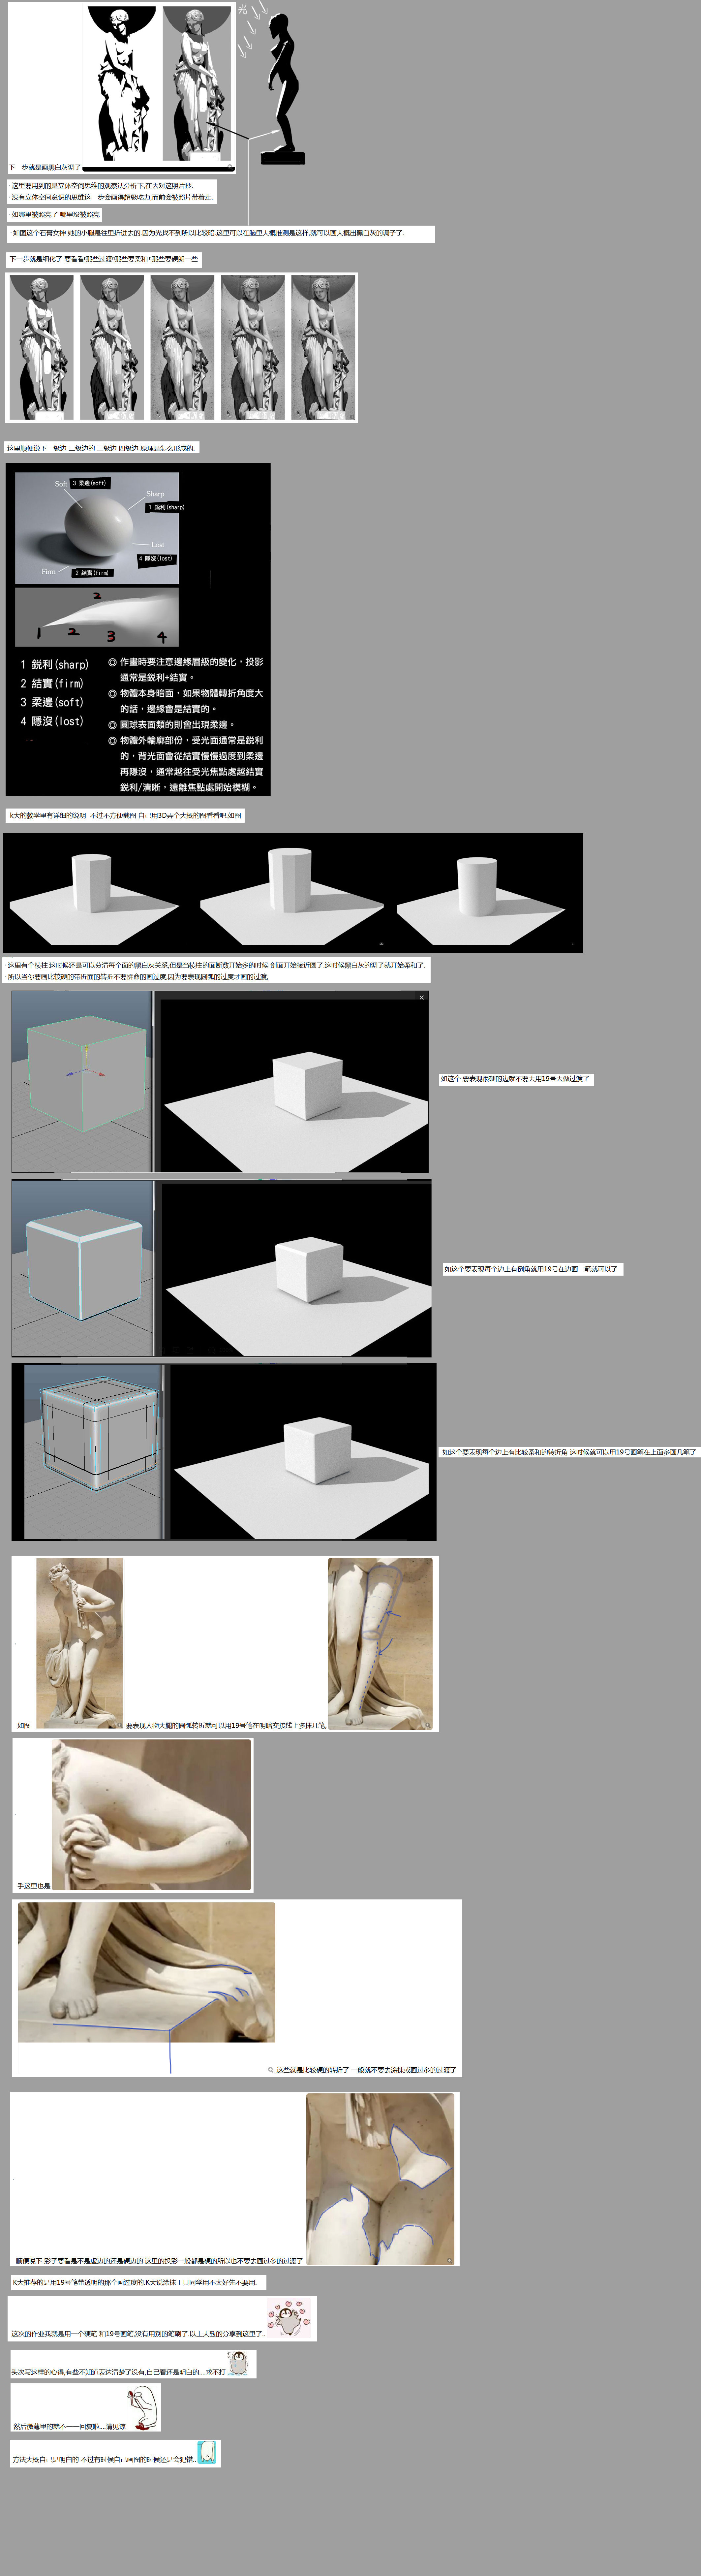 光
下一步就是画黑白灰调子
· 这里要用到的是立体空间思维的观察法分析下,在去对这照片抄.
· 没有立体空间意识的思维这一步会画得超级吃力,而前会被照片带着走.
· 如哪里被照亮了 哪里没被照亮
· 如图这个石膏女神 她的小腿是往里折进去的.因为光找不到所以比较暗.这里可以在脑里大概推测是这样,就可以画大概出黑白灰的调子了.
下一步就是细化了 要看看哪些过渡哪些要柔和 哪些要硬朗一些
这里顺便说下一级边 二级边的 三级边 四级边 原理是怎么形成的.
Soft
3 柔邊(soft)
Sharp
1 銳利(sharp)
Lost
4 隱沒(lost)
Firm
2 結實(firm)
2
1 2 3 4
1 銳利(sharp)
2 結實(firm)
3 柔邊(soft)
4 隱沒(lost)
◎ 作畫時要注意邊緣層級的變化，投影
通常是銳利+結實。
◎ 物體本身暗面，如果物體轉折角度大
的話，邊緣會是結實的。
◎ 圓球表面類的則會出現柔邊。
◎ 物體外輪廓部份，受光面通常是銳利
的，背光面會從結實慢慢過度到柔邊
再隱沒，通常越往受光焦點處越結實
銳利/清晰，遠離焦點處開始模糊。
k大的教学里有详细的说明 不过不方便截图 自己用3D弄个大概的图看看吧.如图
· 这里有个棱柱 这时候还是可以分清每个面的黑白灰关系,但是当棱柱的面断数开始多的时候 剖面开始接近圆了.这时候黑白灰的调子就开始柔和了.
· 所以当你要画比较硬的带折面的转折不要拼命的画过度,因为要表现圆弧的过度才画的过渡,
如这个 要表现很硬的边就不要去用19号去做过渡了
如这个要表现每个边上有倒角就用19号在边画一笔就可以了
如这个要表现每个边上有比较柔和的转折角 这时候就可以用19号画笔在上面多画几笔了
如图
要表现人物大腿的圆弧转折就可以用19号笔在明暗交接线上多抹几笔,
手这里也是
这些就是比较硬的转折了 一般就不要去涂抹或画过多的过渡了
顺便说下 影子要看是不是虚边的还是硬边的.这里的投影一般都是硬的所以也不要去画过多的过渡了
K大推荐的是用19号笔带透明的那个画过度的.K大说涂抹工具同学用不太好先不要用.
这次的作业我就是用一个硬笔 和19号画笔,没有用别的笔刷了.以上大致的分享到这里了..
头次写这样的心得,有些不知道表达清楚了没有,自己看还是明白的....求不打
然后微薄里的就不一一回复啦....请见谅
方法大概自己是明白的 不过有时候自己画图的时候还是会犯错..